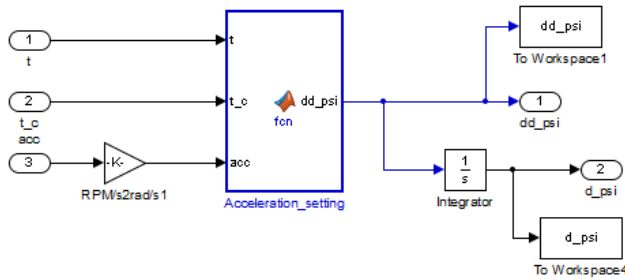 1
t
2
t_c
acc
3
-K-
RPM/s2rad/s1
t
t_c
acc
fcn
dd_psi
Acceleration_setting
dd_psi
To Workspace1
1
dd_psi
1
s
Integrator
2
d_psi
d_psi
To Workspace4